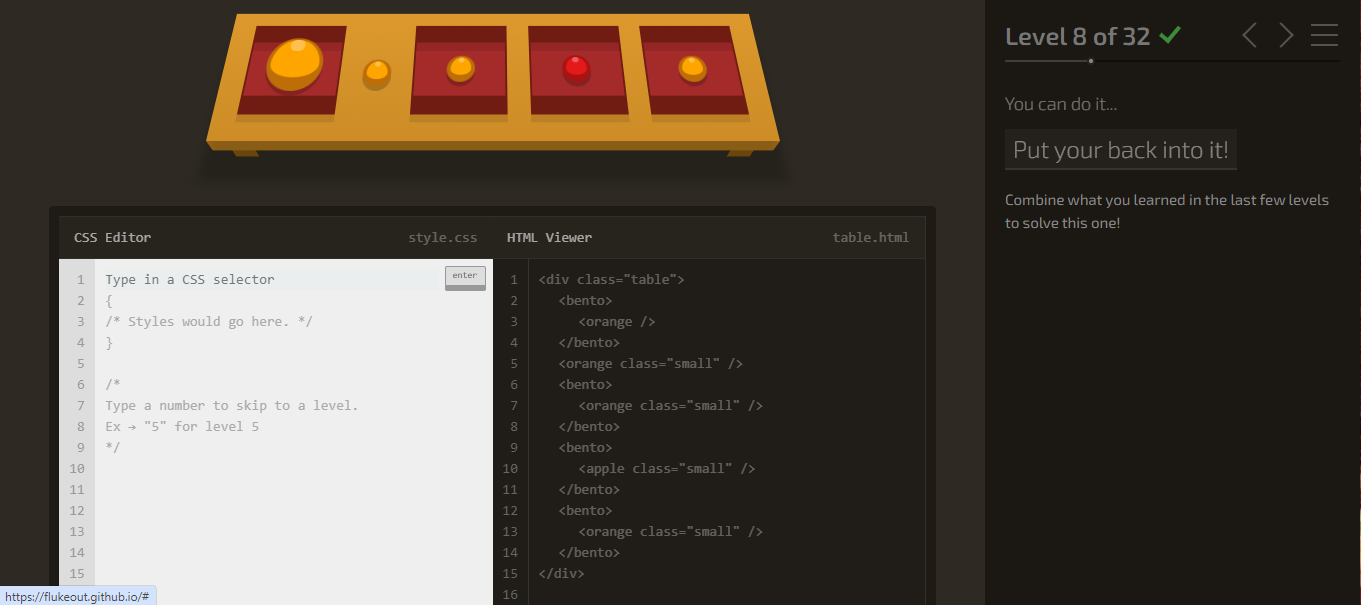 Level 8 of 32
You can do it...
Put your back into it!
Combine what you learned in the last few levels
to solve this one!
CSS Editor
style.css
1 Type in a CSS selector
enter
2 {
3 /* Styles would go here. */
4 }
5
6 /*
7 Type a number to skip to a level.
8 Ex → "5" for level 5
9 */
10
11
12
13
14
15
HTML Viewer
table.html
1 <div class="table">
2 <bento>
3 <orange />
4 </bento>
5 <orange class="small" />
6 <bento>
7 <orange class="small" />
8 </bento>
9 <bento>
10 <apple class="small" />
11 </bento>
12 <bento>
13 <orange class="small" />
14 </bento>
15 </div>
16
https://flukeout.github.io/#